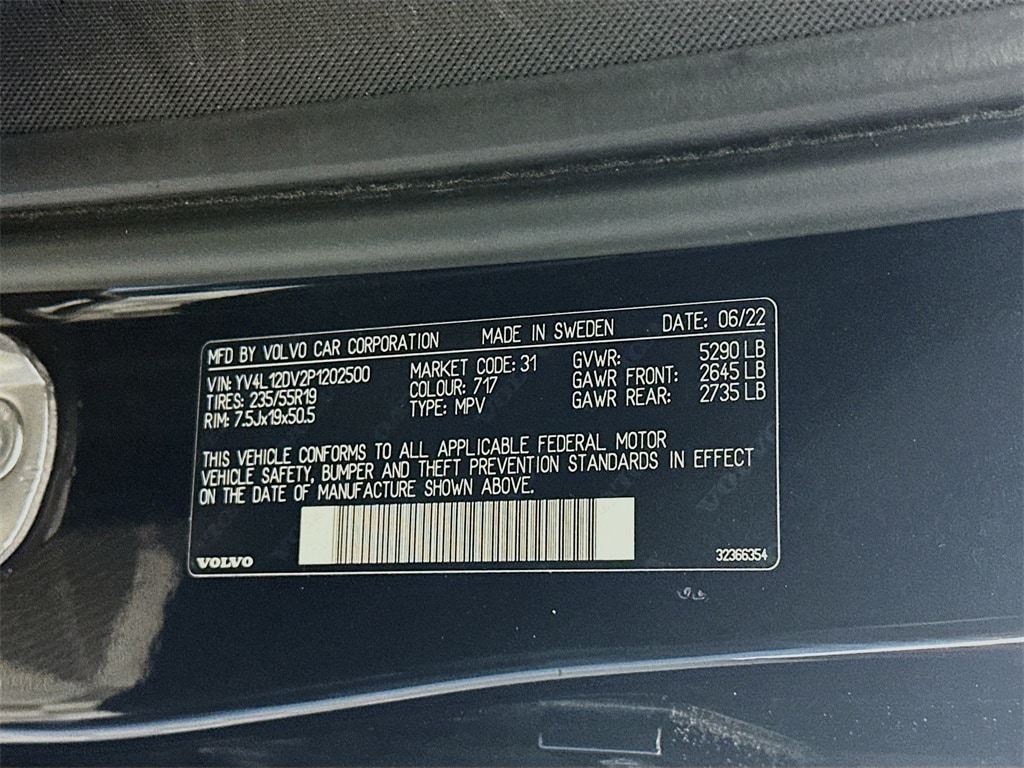 MFD BY VOLVO CAR CORPORATION MADE IN SWEDEN DATE: 06/22
VIN: YV4L12DV2P1202500 MARKET CODE: 31 GVWR: 5290 LB
TIRES: 235/55R19 COLOUR: 717 GAWR FRONT: 2645 LB
RIM: 7.5Jx19x50.5 TYPE: MPV GAWR REAR: 2735 LB
THIS VEHICLE CONFORMS TO ALL APPLICABLE FEDERAL MOTOR
VEHICLE SAFETY, BUMPER AND THEFT PREVENTION STANDARDS IN EFFECT
ON THE DATE OF MANUFACTURE SHOWN ABOVE.
VOLVO 32366354